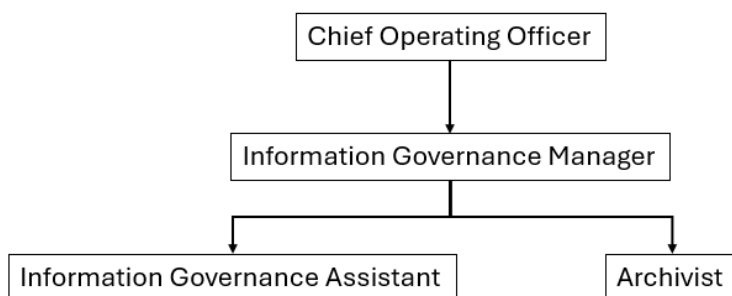 Chief Operating Officer
Information Governance Manager
Information Governance Assistant
Archivist